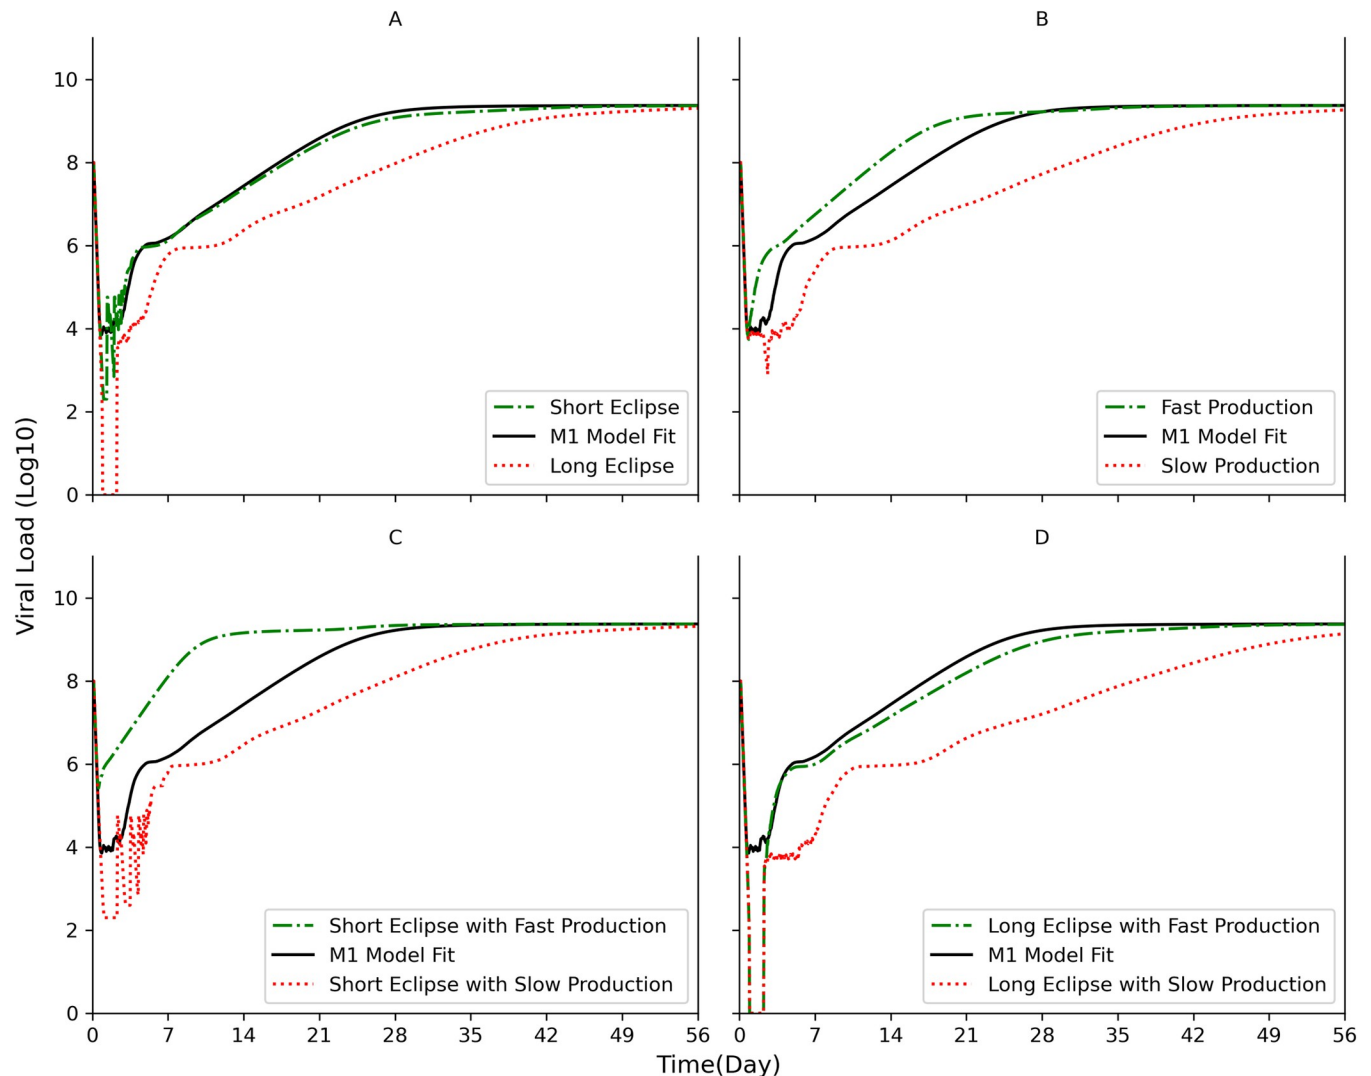 A
B
10
8
6
4
2
0
Short Eclipse
M1 Model Fit
Long Eclipse
Fast Production
M1 Model Fit
Slow Production
Viral Load (Log10)
C
D
10
8
6
4
2
0
Short Eclipse with Fast Production
M1 Model Fit
Short Eclipse with Slow Production
Long Eclipse with Fast Production
M1 Model Fit
Long Eclipse with Slow Production
0 7 14 21 28 35 42 49 56
0 7 14 21 28 35 42 49 56
Time(Day)